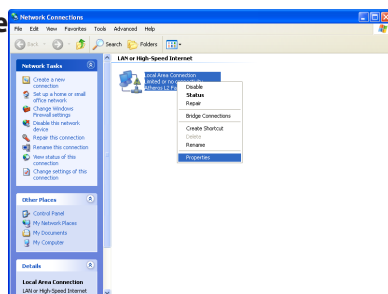 e
Network Connections
File Edit View Favorites Tools Advanced Help
Back Search Folders
Network Tasks
Create a new connection
Set up a home or small office network
Change Windows Firewall settings
Disable this network device
Repair this connection
Rename this connection
View status of this connection
Change settings of this connection
Other Places
Control Panel
My Network Places
My Documents
My Computer
Details
Local Area Connection
LAN or High-Speed Internet
LAN or High-Speed Internet
Local Area Connection
Limited or no
Atheros L2 Fa
Disable
Status
Repair
Bridge Connections
Create Shortcut
Delete
Rename
Properties